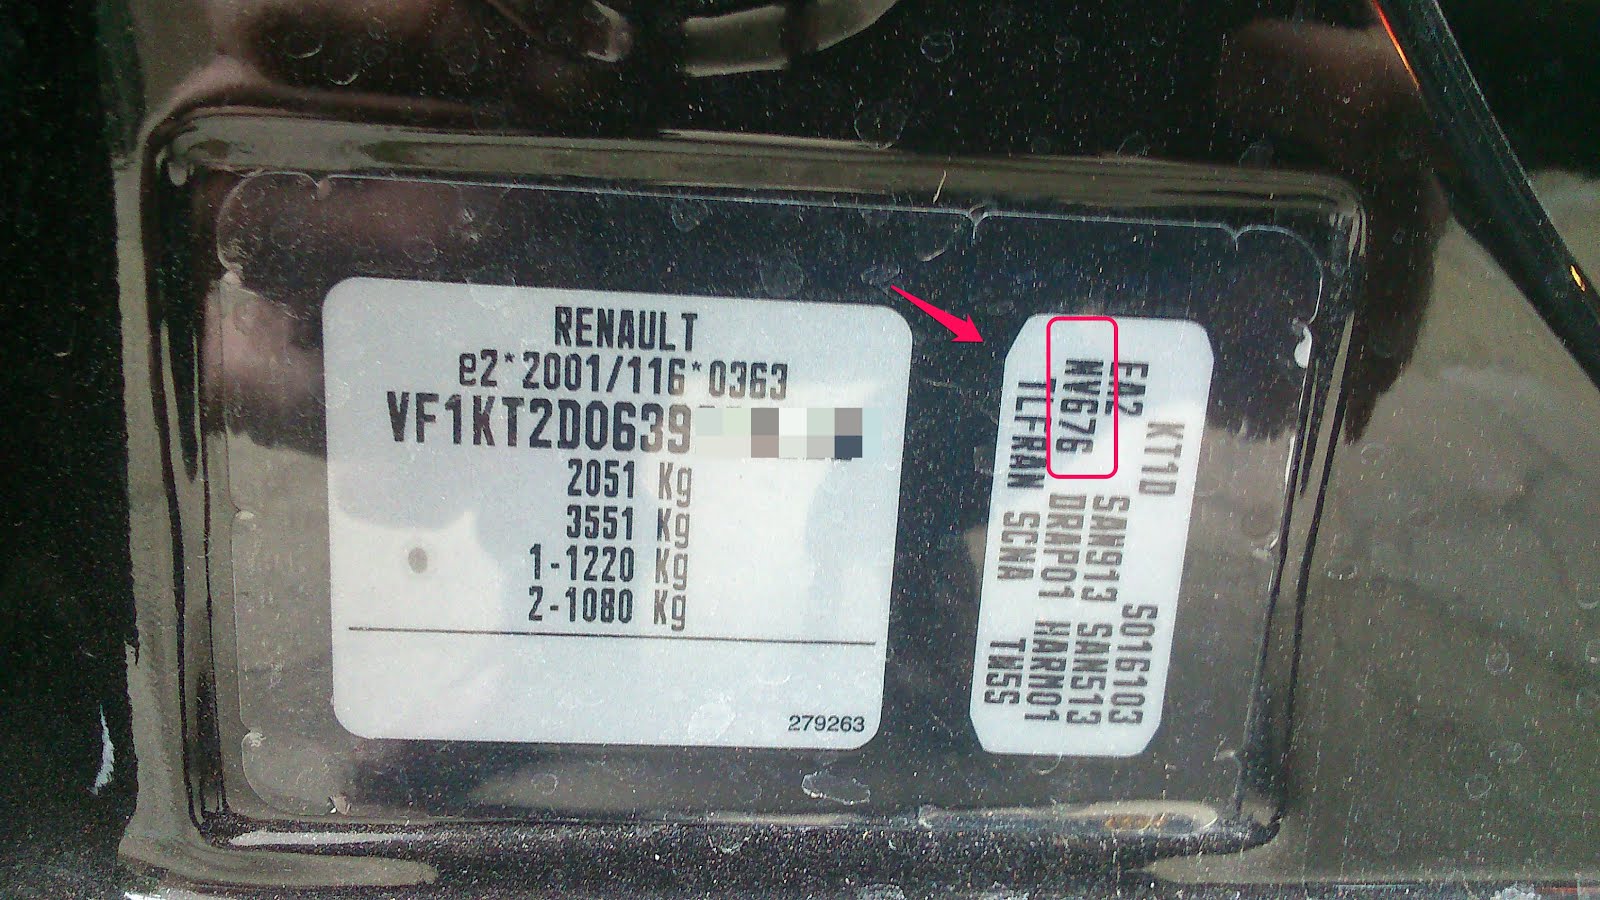 RENAULT
e2*2001/116*0363
VF1KT2D0639
2051 Kg
3551 Kg
1-1220 Kg
2-1080 Kg
279263
KT1D S016103
EA2 SAN913 SAN513
NV676 DRAP01 HARM01
TLFRAN SCNA TW5S